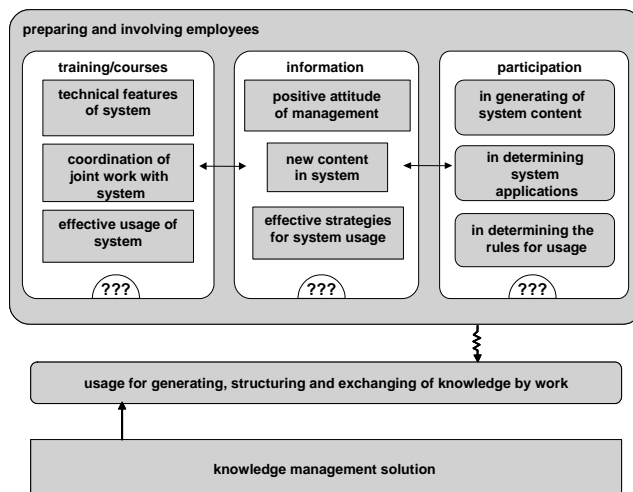 preparing and involving employees
training/courses
technical features
of system
coordination of
joint work with
system
effective usage of
system
???
information
positive attitude
of management
new content
in system
effective strategies
for system usage
???
participation
in generating of
system content
in determining
system
applications
in determining the
rules for usage
???
usage for generating, structuring and exchanging of knowledge by work
knowledge management solution